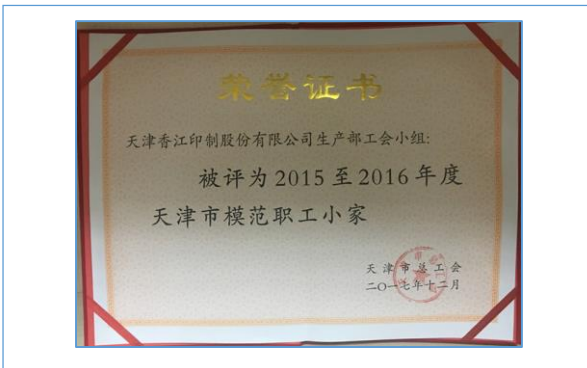 荣誉证书
天津香江印制股份有限公司生产部工会小组:
被评为2015至2016年度
天津市模范职工小家
天津市总工会
二〇一七年十二月